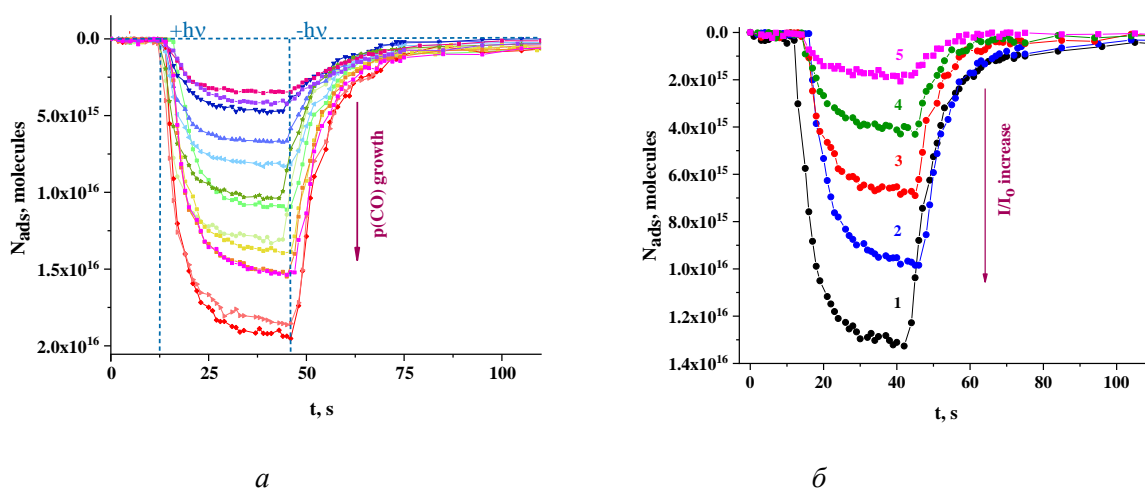 +hν
-hν
0.0
5.0x10¹⁵
1.0x10¹⁶
1.5x10¹⁶
2.0x10¹⁶
N_ads, molecules
p(CO) growth
0
25
50
75
100
t, s
а
0.0
2.0x10¹⁵
4.0x10¹⁵
6.0x10¹⁵
8.0x10¹⁵
1.0x10¹⁶
1.2x10¹⁶
1.4x10¹⁶
N_ads, molecules
5
4
3
2
1
I/I₀ increase
0
20
40
60
80
100
t, s
б